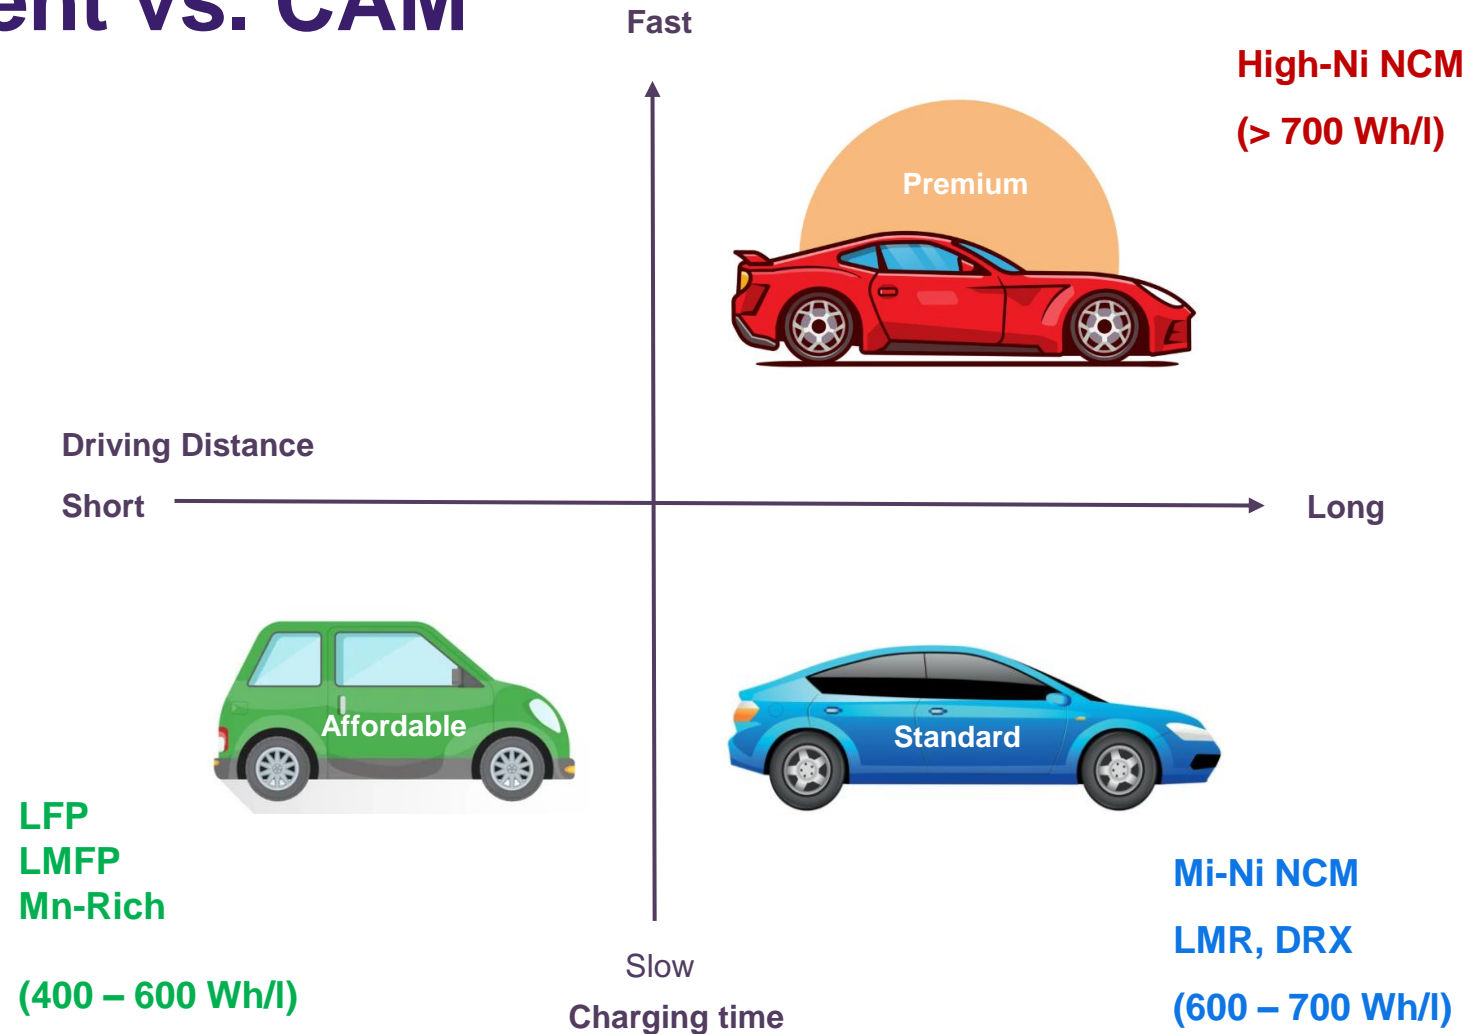 vs. CAM
Fast
High-Ni NCM
(> 700 Wh/l)
Premium
Driving Distance
Short
Long
Affordable
Standard
LFP
LMFP
Mn-Rich
(400 – 600 Wh/l)
Mi-Ni NCM
LMR, DRX
(600 – 700 Wh/l)
Slow
Charging time